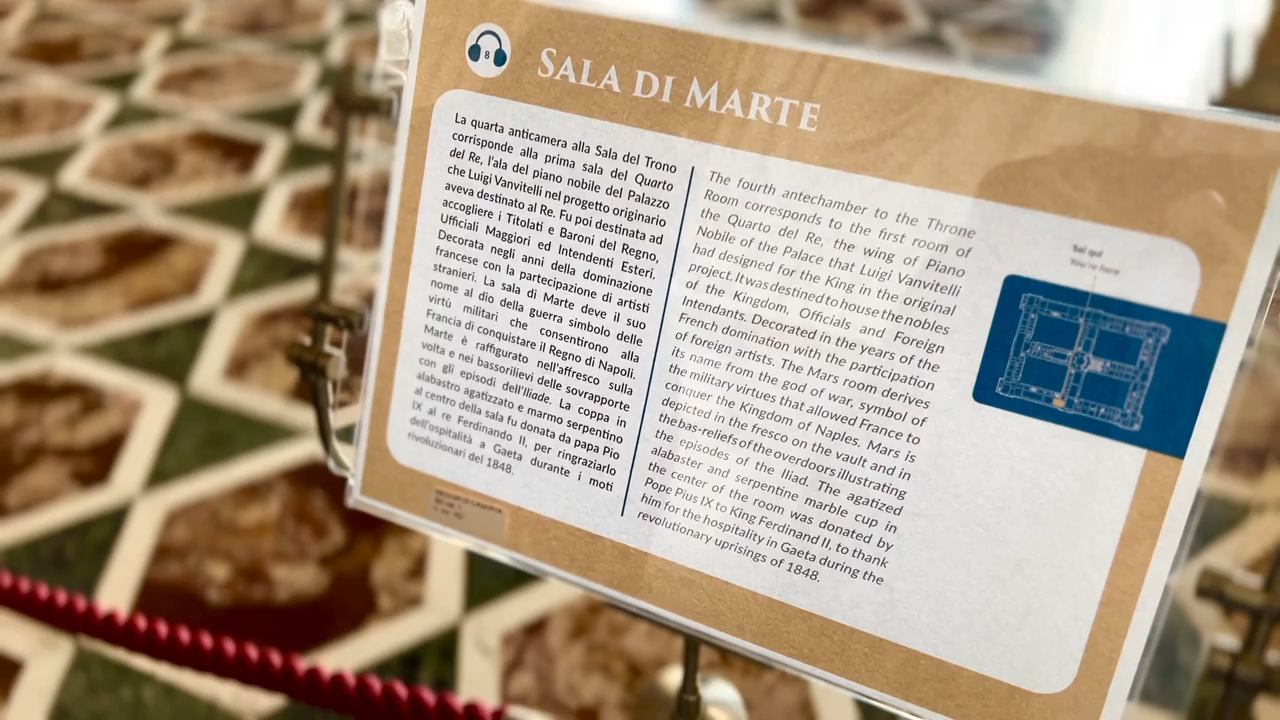 8
SALA DI MARTE
La quarta anticamera alla Sala del Trono
corrisponde alla prima sala del Quarto
del Re, l'ala del piano nobile del Palazzo
che Luigi Vanvitelli nel progetto originario
aveva destinato al Re. Fu poi destinata ad
accogliere i Titolati e Baroni del Regno,
Ufficiali Maggiori ed Intendenti Esteri.
Decorata negli anni della dominazione
francese con la partecipazione di artisti
stranieri. La sala di Marte deve il suo
nome al dio della guerra simbolo delle
virtù militari che consentirono alla
Francia di conquistare il Regno di Napoli.
Marte è raffigurato nell'affresco sulla
volta e nei bassorilievi delle sovrapporte
con gli episodi dell'Iliade. La coppa in
alabastro agatizzato e marmo serpentino
al centro della sala fu donata da papa Pio
IX al re Ferdinando II, per ringraziarlo
dell'ospitalità a Gaeta durante i moti
rivoluzionari del 1848.
The fourth antechamber to the Throne
Room corresponds to the first room of
the Quarto del Re, the wing of Piano
Nobile of the Palace that Luigi Vanvitelli
had designed for the King in the original
project. It was destined to house the nobles
of the Kingdom, Officials and Foreign
Intendants. Decorated in the years of the
French domination with the participation
of foreign artists. The Mars room derives
its name from the god of war, symbol of
the military virtues that allowed France to
conquer the Kingdom of Naples. Mars is
depicted in the fresco on the vault and in
the bas-reliefs of the overdoors illustrating
the episodes of the Iliad. The agatized
alabaster and serpentine marble cup in
the center of the room was donated by
Pope Pius IX to King Ferdinand II, to thank
him for the hospitality in Gaeta during the
revolutionary uprisings of 1848.
Sei qui
You're here